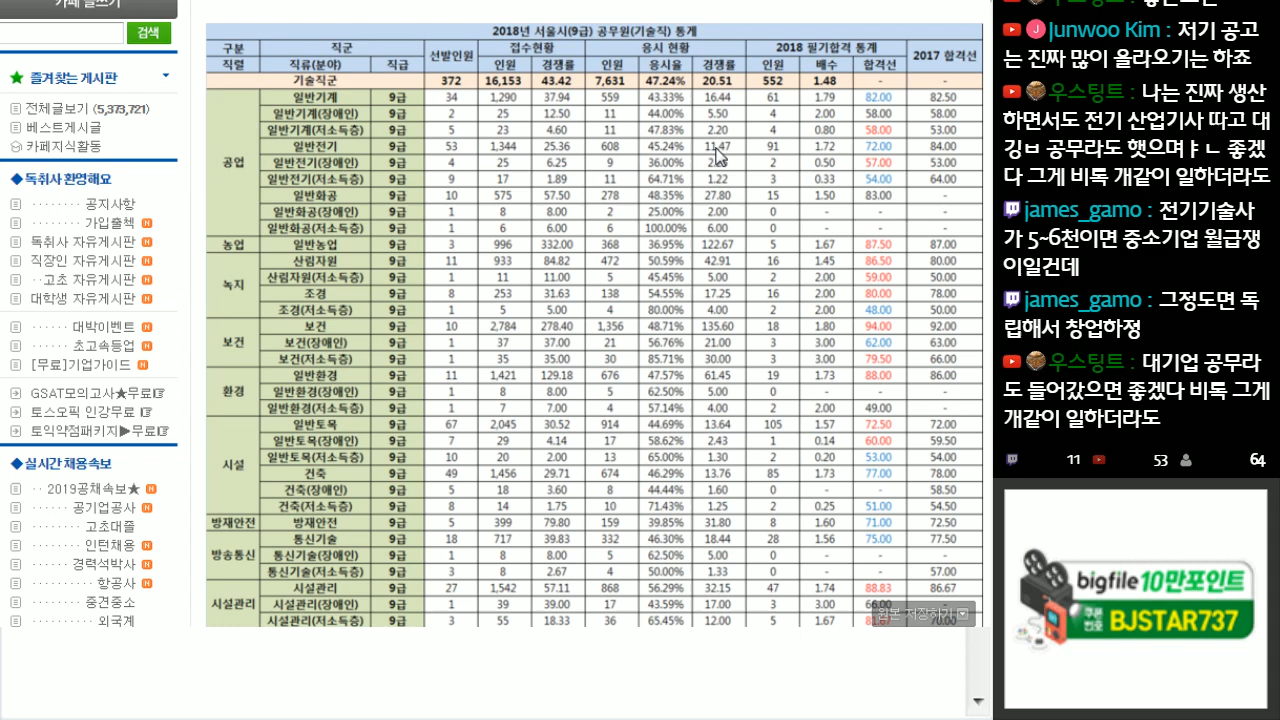 카페 글쓰기
검색
즐겨찾는 게시판
전체글보기 (5,373,721)
베스트게시글
카페지식활동
◆독취사 환영해요
········ 공지사항
········ 가입출첵 N
독취사 자유게시판 N
직장인 자유게시판 N
··고초 자유게시판 N
대학생 자유게시판 N
······ 대박이벤트 N
······ 초고속등업 N
[무료]기업가이드 N
GSAT모의고사★무료☞
토스오픽 인강무료 ☞
토익약점패키지▶무료☞
◆실시간 채용속보
·· 2019공채속보★ N
······ 공기업공사 N
········ 고초대졸
········ 인턴채용 N
······ 경력석박사 N
·········· 항공사 N
········ 중견중소
·········· 외국계
2018년 서울시(9급) 공무원(기술직) 통계
구분 직군 선발인원 접수현황 응시 현황 2018 필기합격 통계 2017 합격선
직렬 직류(분야) 직급 인원 경쟁률 인원 응시율 경쟁률 인원 배수 합격선
기술직군 372 16,153 43.42 7,631 47.24% 20.51 552 1.48 - -
공업 일반기계 9급 34 1,290 37.94 559 43.33% 16.44 61 1.79 82.00 82.50
일반기계(장애인) 9급 2 25 12.50 11 44.00% 5.50 4 2.00 58.00 58.00
일반기계(저소득층) 9급 5 23 4.60 11 47.83% 2.20 4 0.80 58.00 53.00
일반전기 9급 53 1,344 25.36 608 45.24% 11.47 91 1.72 72.00 84.00
일반전기(장애인) 9급 4 25 6.25 9 36.00% 2 0.50 57.00 53.00
일반전기(저소득층) 9급 9 17 1.89 11 64.71% 1.22 3 0.33 54.00 64.00
일반화공 9급 10 575 57.50 278 48.35% 27.80 15 1.50 83.00 -
일반화공(장애인) 9급 1 8 8.00 2 25.00% 2.00 0 - - -
일반화공(저소득층) 9급 1 6 6.00 6 100.00% 6.00 0 - - -
농업 일반농업 9급 3 996 332.00 368 36.95% 122.67 5 1.67 87.50 87.00
녹지 산림자원 9급 11 933 84.82 472 50.59% 42.91 16 1.45 86.50 80.00
산림자원(저소득층) 9급 1 11 11.00 5 45.45% 5.00 2 2.00 59.00 50.00
조경 9급 8 253 31.63 138 54.55% 17.25 16 2.00 80.00 78.00
조경(저소득층) 9급 1 5 5.00 4 80.00% 4.00 2 2.00 48.00 50.00
보건 보건 9급 10 2,784 278.40 1,356 48.71% 135.60 18 1.80 94.00 92.00
보건(장애인) 9급 1 37 37.00 21 56.76% 21.00 3 3.00 62.00 63.00
보건(저소득층) 9급 1 35 35.00 30 85.71% 30.00 3 3.00 79.50 66.00
환경 일반환경 9급 11 1,421 129.18 676 47.57% 61.45 19 1.73 88.00 86.00
일반환경(장애인) 9급 1 8 8.00 5 62.50% 5.00 0 - - -
일반환경(저소득층) 9급 1 7 7.00 4 57.14% 4.00 2 2.00 49.00 -
시설 일반토목 9급 67 2,045 30.52 914 44.69% 13.64 105 1.57 72.50 72.00
일반토목(장애인) 9급 7 29 4.14 17 58.62% 2.43 1 0.14 60.00 59.50
일반토목(저소득층) 9급 10 20 2.00 13 65.00% 1.30 2 0.20 53.00 54.00
건축 9급 49 1,456 29.71 674 46.29% 13.76 85 1.73 77.00 78.00
건축(장애인) 9급 5 18 3.60 8 44.44% 1.60 0 - - 58.50
건축(저소득층) 9급 8 14 1.75 10 71.43% 1.25 2 0.25 51.00 54.50
방재안전 방재안전 9급 5 399 79.80 159 39.85% 31.80 8 1.60 71.00 72.50
방송통신 통신기술 9급 18 717 39.83 332 46.30% 18.44 28 1.56 75.00 77.50
통신기술(장애인) 9급 1 8 8.00 5 62.50% 5.00 0 - - -
통신기술(저소득층) 9급 3 8 2.67 4 50.00% 1.33 0 - - 57.00
시설관리 시설관리 9급 27 1,542 57.11 868 56.29% 32.15 47 1.74 88.83 86.67
시설관리(장애인) 9급 1 39 39.00 17 43.59% 17.00 3 3.00 66.00 -
시설관리(저소득층) 9급 3 55 18.33 36 65.45% 12.00 5 1.67
원본 저장하기
Junwoo Kim : 저기 공고
는 진짜 많이 올라오기는 하죠
우스팅트 : 나는 진짜 생산
하면서도 전기 산업기사 따고 대
깅ㅂ 공무라도 햇으며ㅑㄴ 좋겠
다 그게 비톡 개같이 일하더라도
james_gamo : 전기기술사
가 5~6천이면 중소기업 월급쟁
이일건데
james_gamo : 그정도면 독
립해서 창업하정
우스팅트 : 대기업 공무라
도 들어갔으면 좋겠다 비톡 그게
개같이 일하더라도
11 53 64
bigfile 10만포인트
쿠폰번호 BJSTAR737